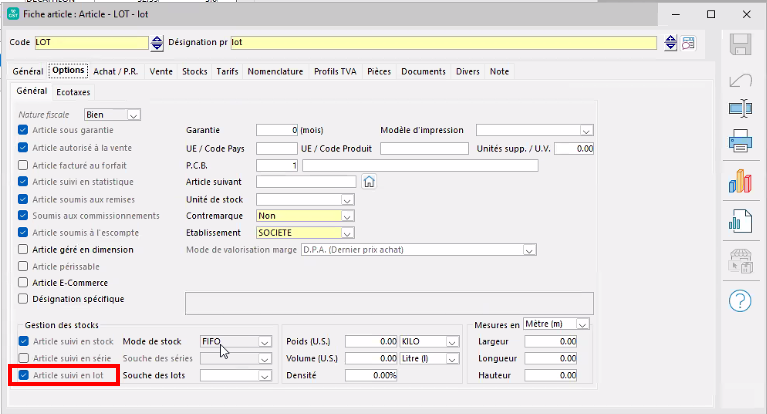 Fiche article : Article - LOT - lot
Code LOT Désignation pr lot
Général Options Achat / P.R. Vente Stocks Tarifs Nomenclature Profils TVA Pièces Documents Divers Note
Général Ecotaxes
Nature fiscale Bien
Article sous garantie Garantie 0 (mois) Modèle d'impression
Article autorisé à la vente UE / Code Pays UE / Code Produit Unités supp. / U.V. 0.00
Article facturé au forfait P.C.B. 1
Article suivi en statistique Article suivant
Article soumis aux remises Unité de stock
Soumis aux commissionnements Contremarque Non
Article soumis à l'escompte Etablissement SOCIETE
Article géré en dimension Mode de valorisation marge D.P.A. (Dernier prix achat)
Article périssable
Article E-Commerce
Désignation spécifique
Gestion des stocks Mesures en Mètre (m)
Article suivi en stock Mode de stock FIFO Poids (U.S.) 0.00 KILO Largeur 0.00
Article suivi en série Souche des séries Volume (U.S.) 0.00 Litre (l) Longueur 0.00
Article suivi en lot Souche des lots Densité 0.00% Hauteur 0.00